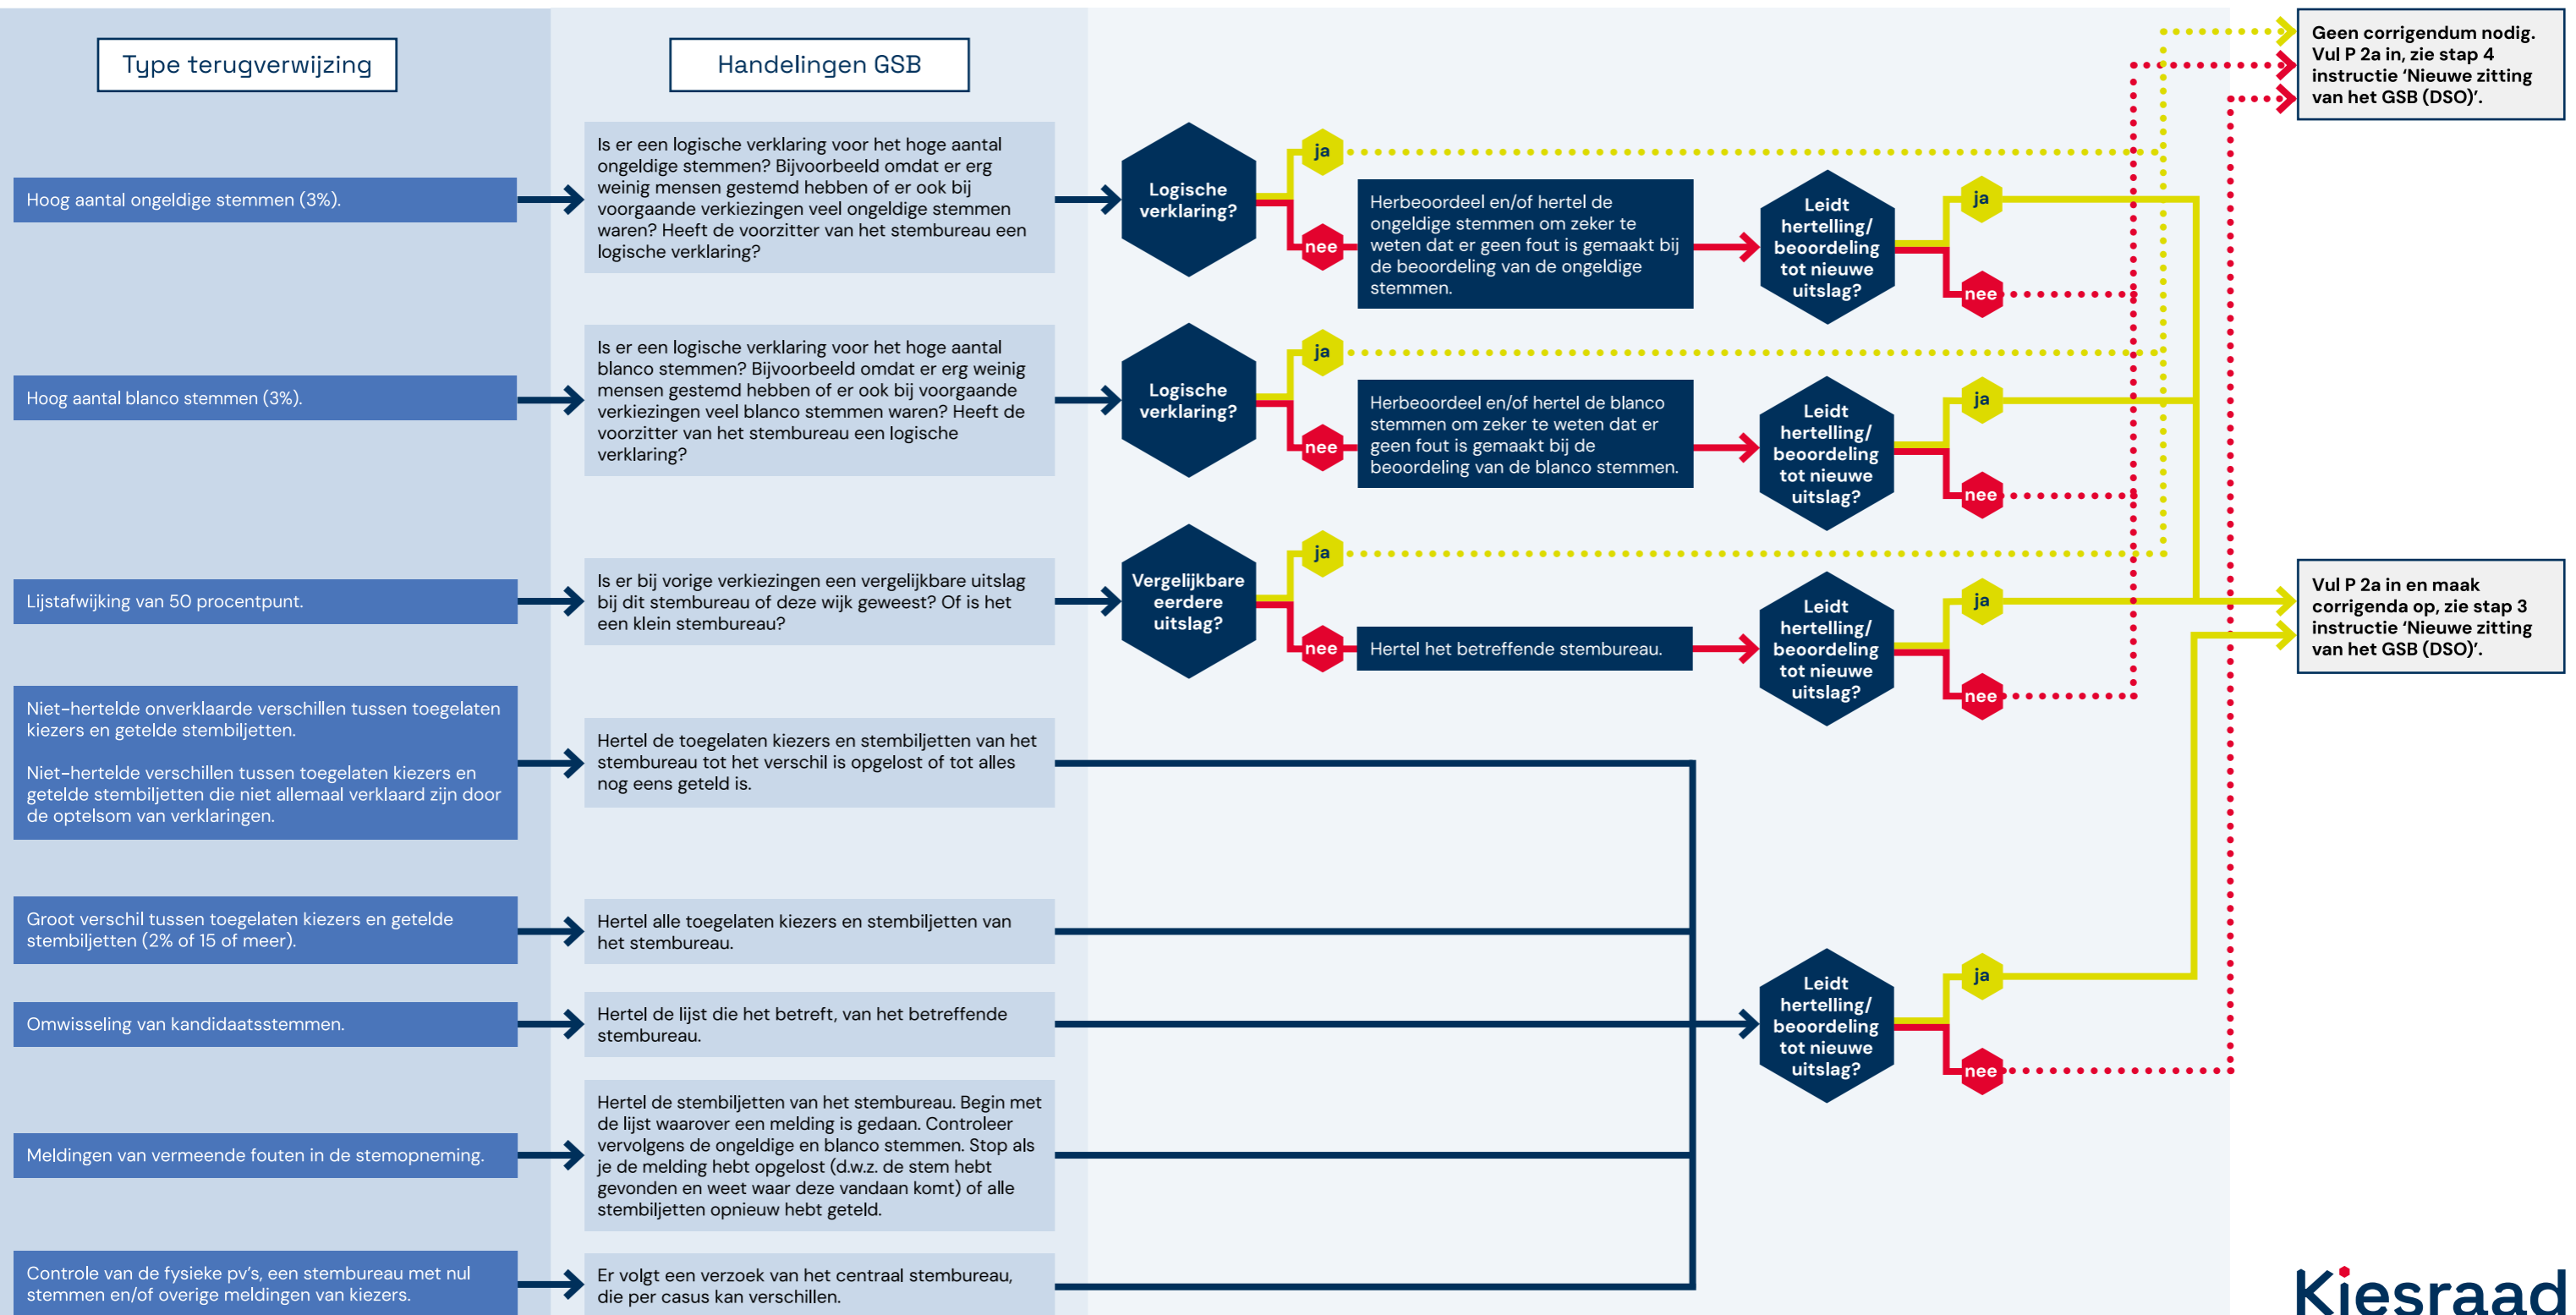 Type terugverwijzing
Handelingen GSB
Geen corrigendum nodig.
Vul P 2a in, zie stap 4
instructie ‘Nieuwe zitting
van het GSB (DSO)’.
Hoog aantal ongeldige stemmen (3%).
Is er een logische verklaring voor het hoge aantal
ongeldige stemmen? Bijvoorbeeld omdat er erg
weinig mensen gestemd hebben of er ook bij
voorgaande verkiezingen veel ongeldige stemmen
waren? Heeft de voorzitter van het stembureau een
logische verklaring?
Logische
verklaring?
ja
nee
Herbeoordeel en/of hertel de
ongeldige stemmen om zeker te
weten dat er geen fout is gemaakt bij
de beoordeling van de ongeldige
stemmen.
Leidt
hertelling/
beoordeling
tot nieuwe
uitslag?
ja
nee
Hoog aantal blanco stemmen (3%).
Is er een logische verklaring voor het hoge aantal
blanco stemmen? Bijvoorbeeld omdat er erg weinig
mensen gestemd hebben of er ook bij voorgaande
verkiezingen veel blanco stemmen waren? Heeft de
voorzitter van het stembureau een logische
verklaring?
Logische
verklaring?
ja
nee
Herbeoordeel en/of hertel de blanco
stemmen om zeker te weten dat er
geen fout is gemaakt bij de
beoordeling van de blanco stemmen.
Leidt
hertelling/
beoordeling
tot nieuwe
uitslag?
ja
nee
Lijstafwijking van 50 procentpunt.
Is er bij vorige verkiezingen een vergelijkbare uitslag
bij dit stembureau of deze wijk geweest? Of is het
een klein stembureau?
Vergelijkbare
eerdere
uitslag?
ja
nee
Hertel het betreffende stembureau.
Leidt
hertelling/
beoordeling
tot nieuwe
uitslag?
ja
nee
Vul P 2a in en maak
corrigenda op, zie stap 3
instructie ‘Nieuwe zitting
van het GSB (DSO)’.
Niet-hertelde onverklaarde verschillen tussen toegelaten
kiezers en getelde stembiljetten.
Niet-hertelde verschillen tussen toegelaten kiezers en
getelde stembiljetten die niet allemaal verklaard zijn door
de optelsom van verklaringen.
Hertel de toegelaten kiezers en stembiljetten van het
stembureau tot het verschil is opgelost of tot alles
nog eens geteld is.
Groot verschil tussen toegelaten kiezers en getelde
stembiljetten (2% of 15 of meer).
Hertel alle toegelaten kiezers en stembiljetten van
het stembureau.
Omwisseling van kandidaatsstemmen.
Hertel de lijst die het betreft, van het betreffende
stembureau.
Leidt
hertelling/
beoordeling
tot nieuwe
uitslag?
ja
nee
Meldingen van vermeende fouten in de stemopneming.
Hertel de stembiljetten van het stembureau. Begin met
de lijst waarover een melding is gedaan. Controleer
vervolgens de ongeldige en blanco stemmen. Stop als
je de melding hebt opgelost (d.w.z. de stem hebt
gevonden en weet waar deze vandaan komt) of alle
stembiljetten opnieuw hebt geteld.
Controle van de fysieke pv’s, een stembureau met nul
stemmen en/of overige meldingen van kiezers.
Er volgt een verzoek van het centraal stembureau,
die per casus kan verschillen.
Kiesraad